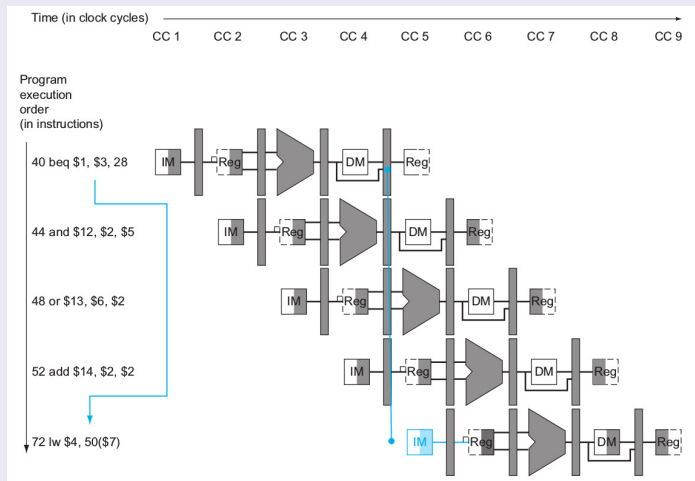 Time (in clock cycles)
CC 1 CC 2 CC 3 CC 4 CC 5 CC 6 CC 7 CC 8 CC 9
Program
execution
order
(in instructions)
40 beq $1, $3, 28
IM Reg DM Reg
44 and $12, $2, $5
IM Reg DM Reg
48 or $13, $6, $2
IM Reg DM Reg
52 add $14, $2, $2
IM Reg DM Reg
72 lw $4, 50($7)
IM Reg DM Reg